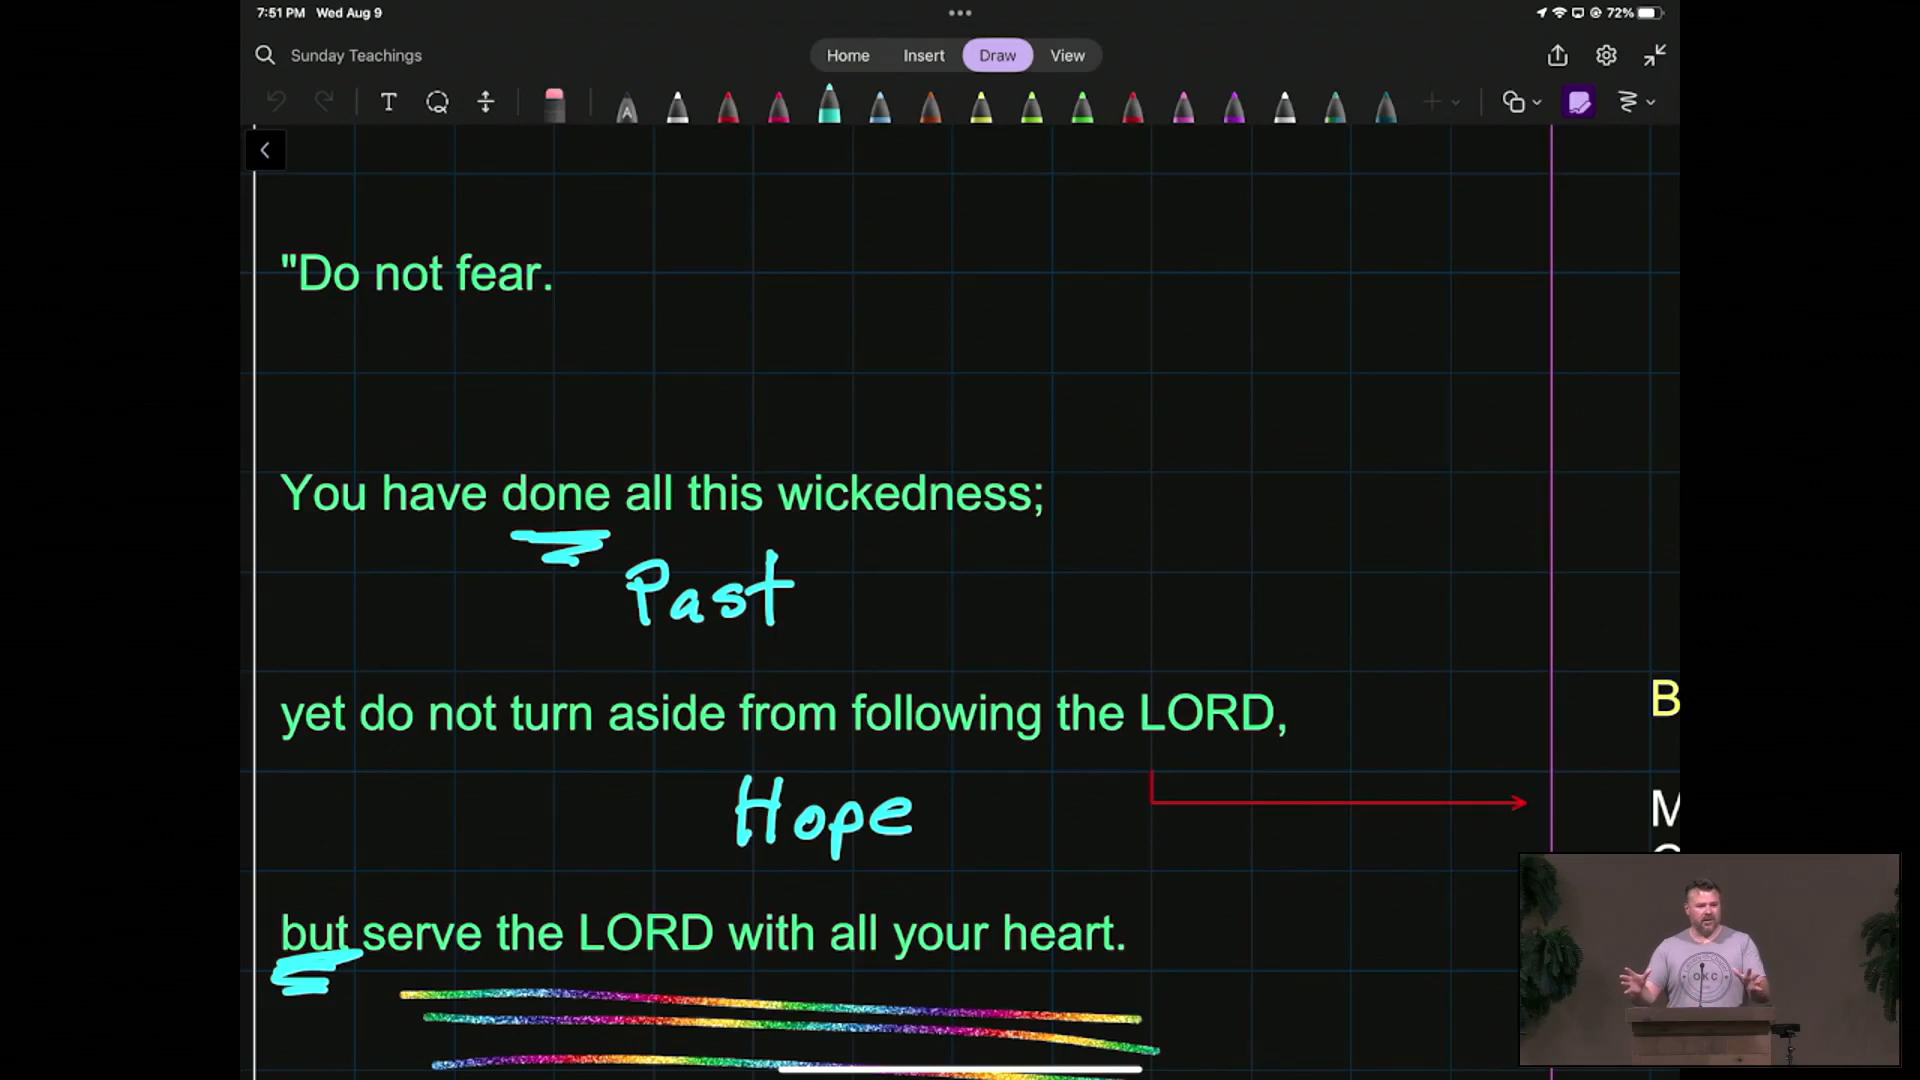 7:51 PM Wed Aug 9
72%
Sunday Teachings
Home Insert Draw View
T
A
"Do not fear.
You have done all this wickedness;
Past
yet do not turn aside from following the LORD,
B
Hope
M
but serve the LORD with all your heart.
OKC